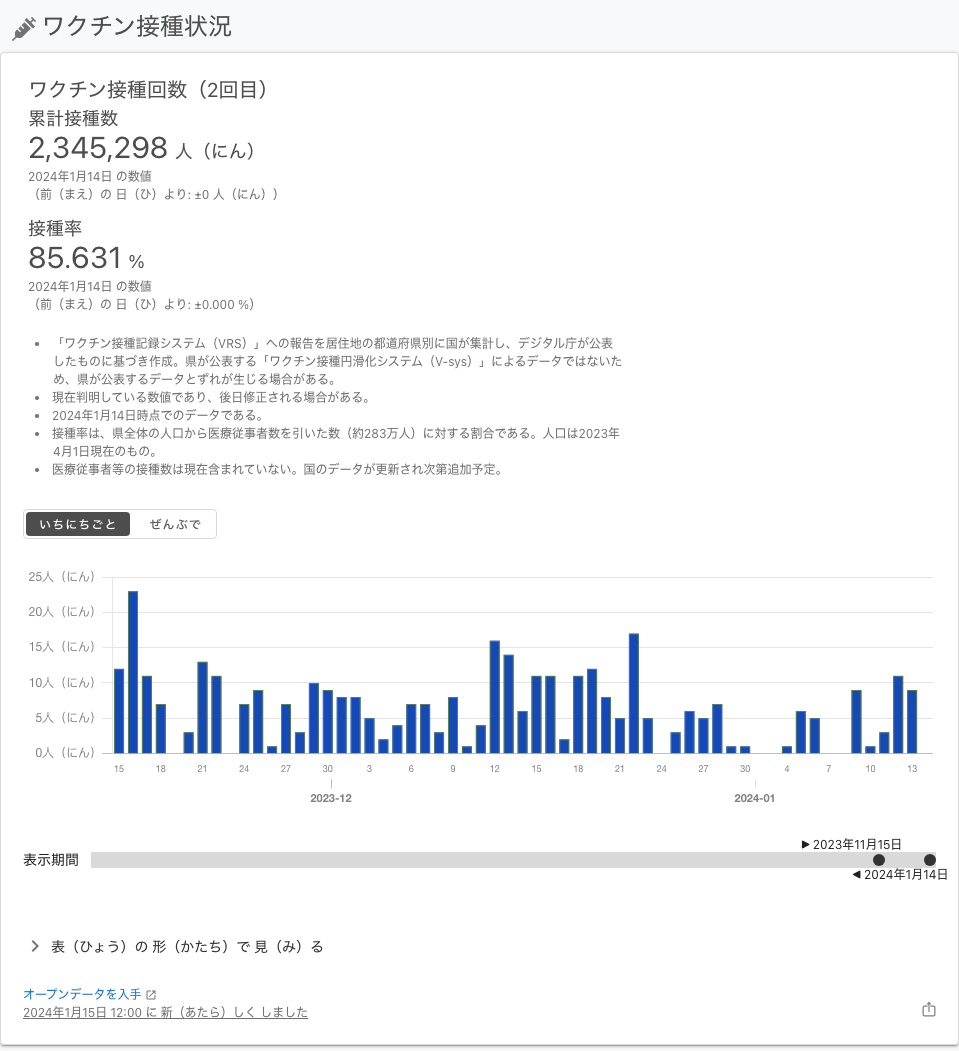 ワクチン接種状況
ワクチン接種回数（2回目）
累計接種数
2,345,298 人（にん）
2024年1月14日 の数値
（前（まえ）の 日（ひ）より: ±0 人（にん））
接種率
85.631 %
2024年1月14日 の数値
（前（まえ）の 日（ひ）より: ±0.000 %）
• 「ワクチン接種記録システム（VRS）」への報告を居住地の都道府県別に国が集計し、デジタル庁が公表
したものに基づき作成。県が公表する「ワクチン接種円滑化システム（V-sys）」によるデータではないた
め、県が公表するデータとずれが生じる場合がある。
• 現在判明している数値であり、後日修正される場合がある。
• 2024年1月14日時点でのデータである。
• 接種率は、県全体の人口から医療従事者数を引いた数（約283万人）に対する割合である。人口は2023年
4月1日現在のもの。
• 医療従事者等の接種数は現在含まれていない。国のデータが更新され次第追加予定。
いちにちごと ぜんぶで
25人（にん）
20人（にん）
15人（にん）
10人（にん）
5人（にん）
0人（にん）
15 18 21 24 27 30 3 6 9 12 15 18 21 24 27 30 4 7 10 13
2023-12 2024-01
▶ 2023年11月15日
表示期間
◀ 2024年1月14日
表（ひょう）の 形（かたち）で 見（み）る
オープンデータを入手
2024年1月15日 12:00 に 新（あたら）しく しました